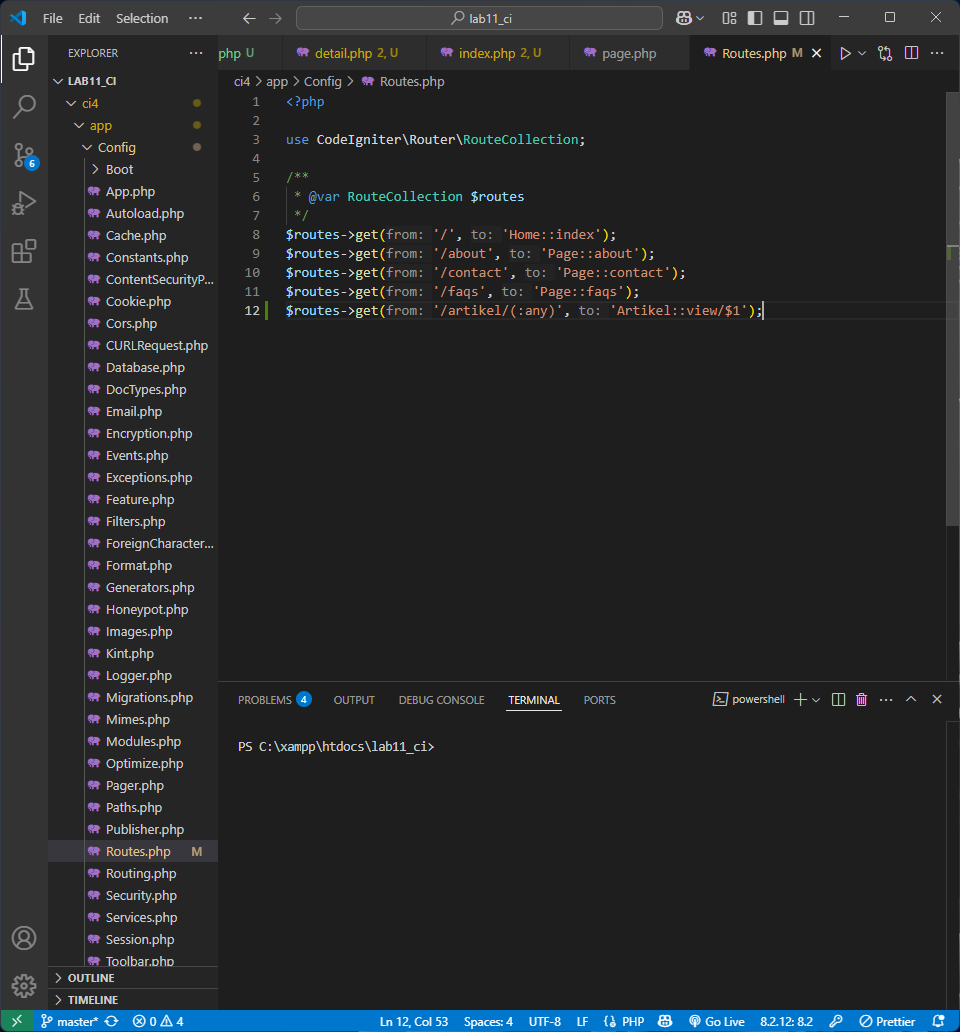 File Edit Selection ··· lab11_ci
EXPLORER ···
LAB11_CI
ci4
app
Config
Boot
App.php
Autoload.php
Cache.php
Constants.php
ContentSecurityP...
Cookie.php
Cors.php
CURLRequest.php
Database.php
DocTypes.php
Email.php
Encryption.php
Events.php
Exceptions.php
Feature.php
Filters.php
ForeignCharacter...
Format.php
Generators.php
Honeypot.php
Images.php
Kint.php
Logger.php
Migrations.php
Mimes.php
Modules.php
Optimize.php
Pager.php
Paths.php
Publisher.php
Routes.php M
Routing.php
Security.php
Services.php
Session.php
Toolbar.php
OUTLINE
TIMELINE
6
php U detail.php 2, U index.php 2, U page.php Routes.php M
ci4 > app > Config > Routes.php
1 <?php
2
3 use CodeIgniter\Router\RouteCollection;
4
5 /**
6 * @var RouteCollection $routes
7 */
8 $routes->get(from: '/', to: 'Home::index');
9 $routes->get(from: '/about', to: 'Page::about');
10 $routes->get(from: '/contact', to: 'Page::contact');
11 $routes->get(from: '/faqs', to: 'Page::faqs');
12 $routes->get(from: '/artikel/(:any)', to: 'Artikel::view/$1');
PROBLEMS 4 OUTPUT DEBUG CONSOLE TERMINAL PORTS powershell
PS C:\xampp\htdocs\lab11_ci>
master* 0 4 Ln 12, Col 53 Spaces: 4 UTF-8 LF {} PHP Go Live 8.2.12: 8.2 Prettier